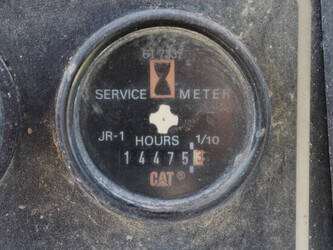 SERVICE METER
JR-1 HOURS 1/10
14475
CAT®